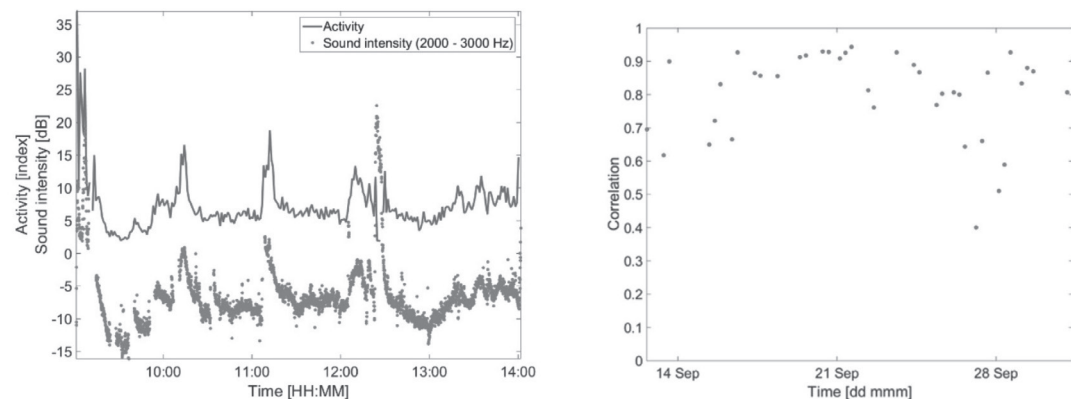 35
30
25
20
15
10
5
0
-5
-10
-15
Activity [index]
Sound intensity [dB]
Activity
Sound intensity (2000 - 3000 Hz)
10:00
11:00
12:00
13:00
14:00
Time [HH:MM]
1
0.9
0.8
0.7
0.6
0.5
0.4
0.3
0.2
0.1
0
Correlation
14 Sep
21 Sep
28 Sep
Time [dd mmm]